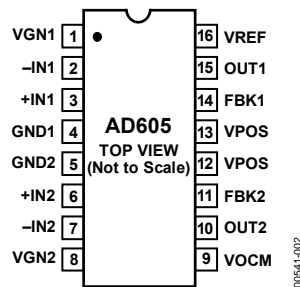 VGN1 1 16 VREF
–IN1 2 15 OUT1
+IN1 3 14 FBK1
GND1 4 AD605 13 VPOS
GND2 5 TOP VIEW 12 VPOS
(Not to Scale)
+IN2 6 11 FBK2
–IN2 7 10 OUT2
VGN2 8 9 VOCM
00541-002